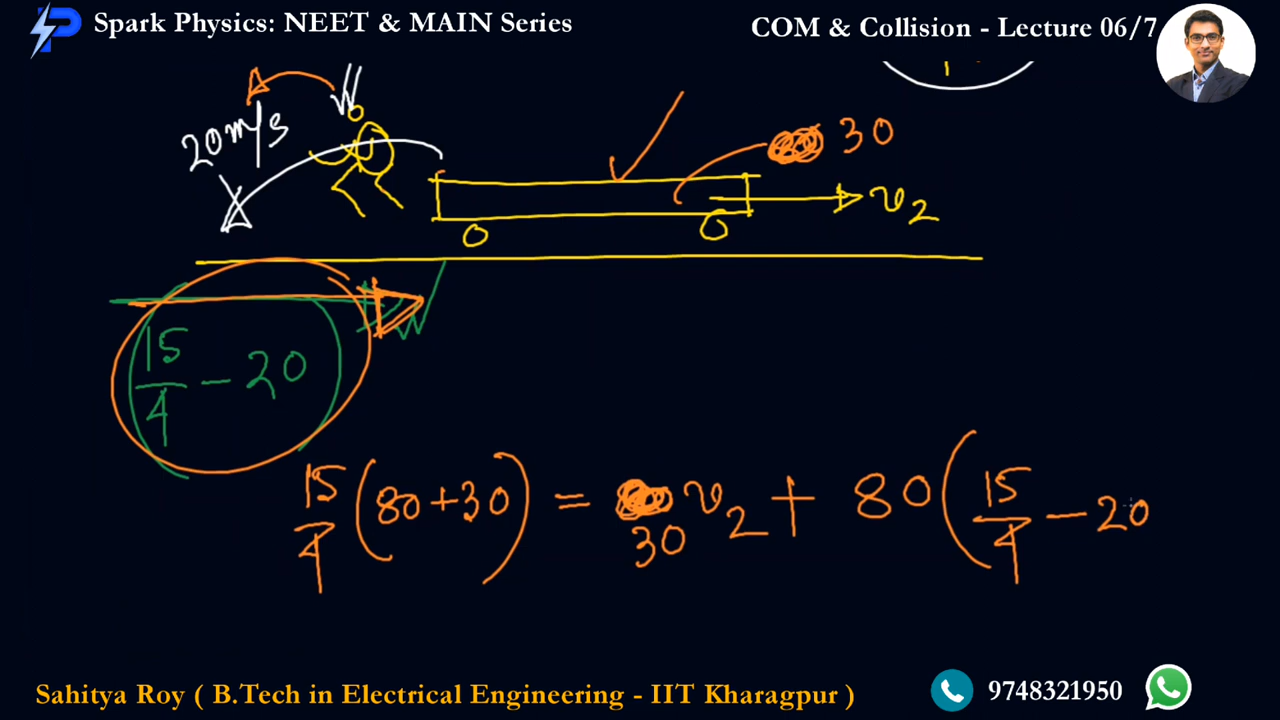 Spark Physics: NEET & MAIN Series
COM & Collision - Lecture 06/7
20m/s
30
v2
15/4 - 20
15/4 (80+30) = 30 v2 + 80 (15/4 - 20
Sahitya Roy ( B.Tech in Electrical Engineering - IIT Kharagpur )
9748321950